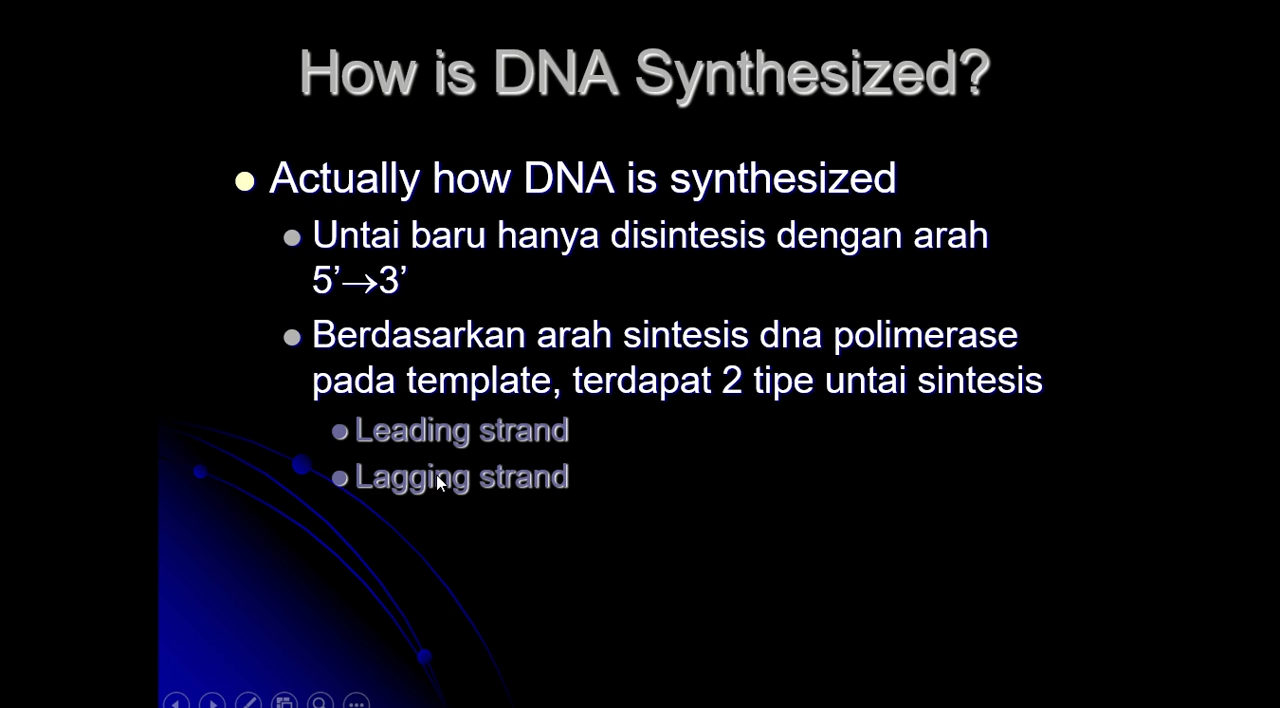 How is DNA Synthesized?
Actually how DNA is synthesized
Untai baru hanya disintesis dengan arah
5’→3’
Berdasarkan arah sintesis dna polimerase
pada template, terdapat 2 tipe untai sintesis
Leading strand
Lagging strand